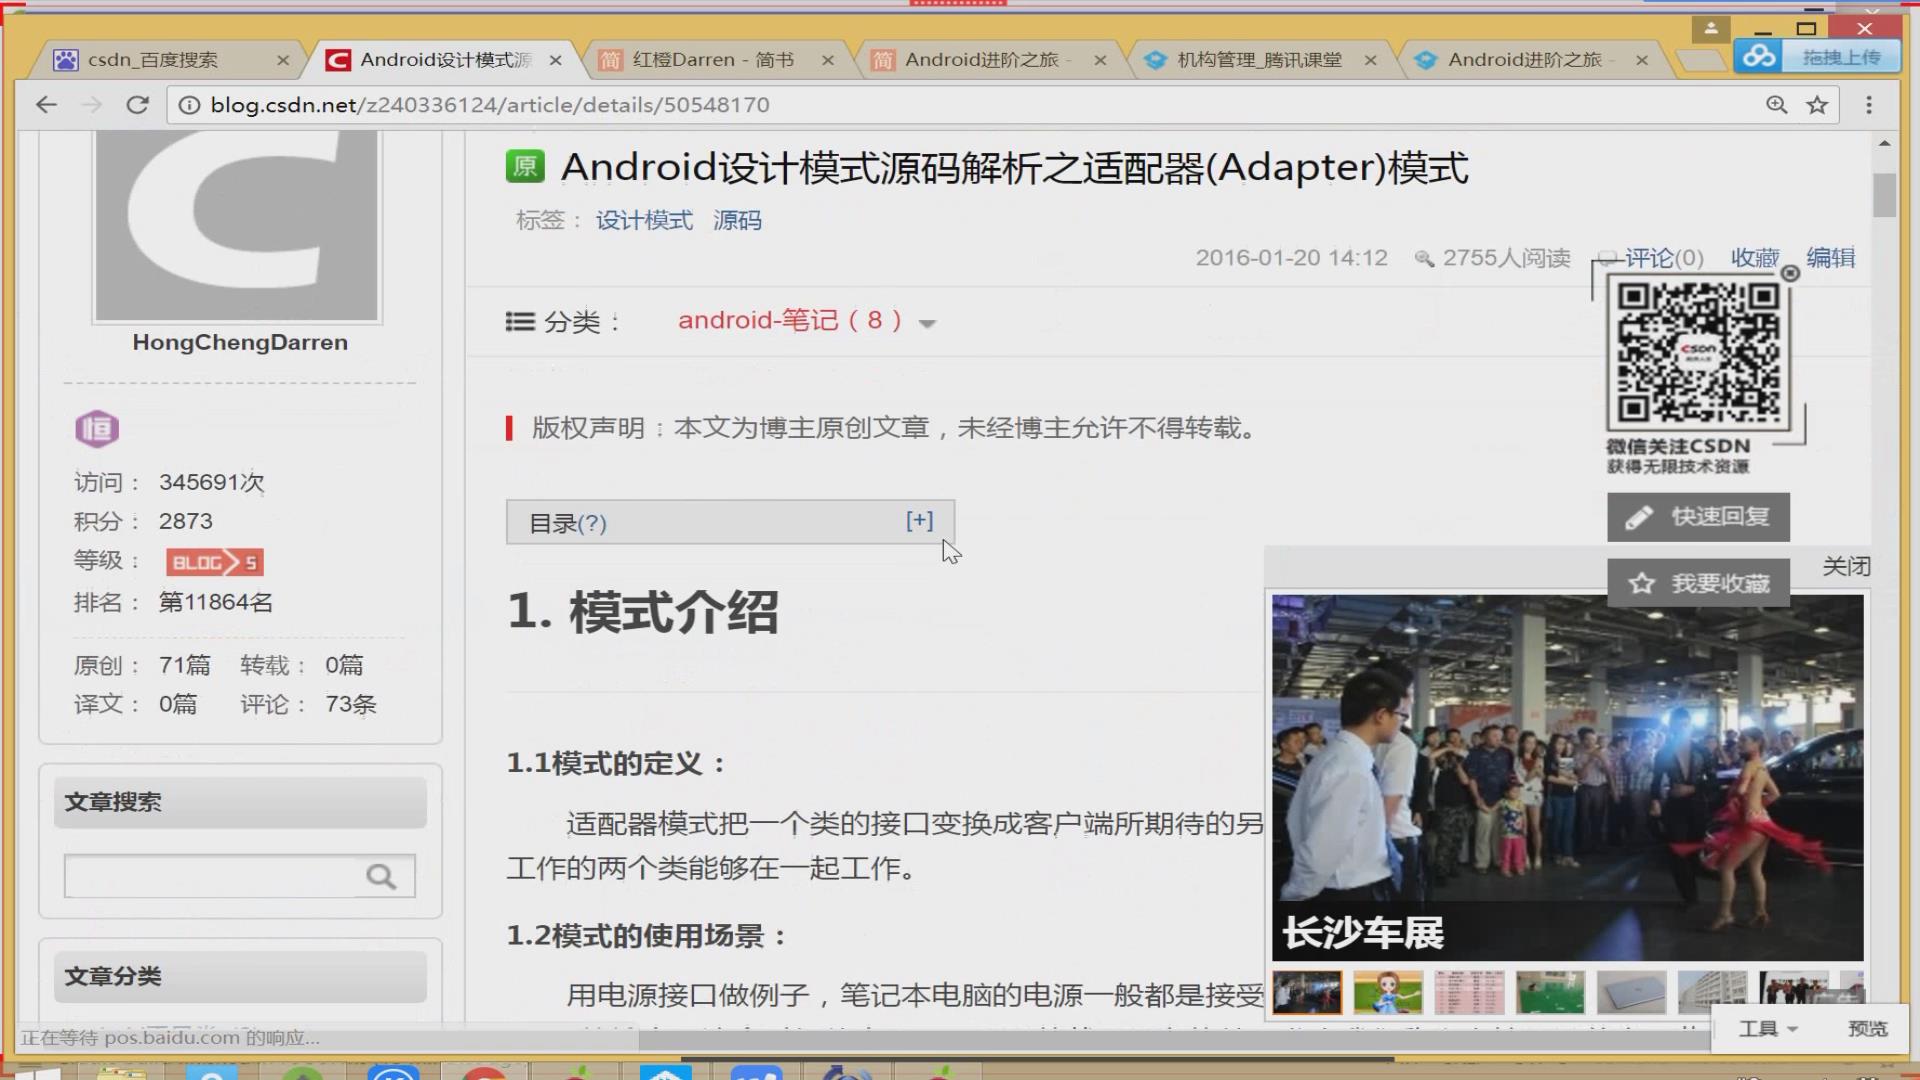 csdn_百度搜索
Android设计模式源
简 红橙Darren - 简书
简 Android进阶之旅 -
机构管理_腾讯课堂
Android进阶之旅 -
拖拽上传
blog.csdn.net/z240336124/article/details/50548170
HongChengDarren
恒
访问： 345691次
积分： 2873
等级： BLOG > 5
排名： 第11864名
原创： 71篇 转载： 0篇
译文： 0篇 评论： 73条
文章搜索
文章分类
原 Android设计模式源码解析之适配器(Adapter)模式
标签： 设计模式 源码
2016-01-20 14:12 2755人阅读 评论(0) 收藏 编辑
分类： android-笔记（8）
版权声明：本文为博主原创文章，未经博主允许不得转载。
目录(?) [+]
1. 模式介绍
1.1模式的定义：
适配器模式把一个类的接口变换成客户端所期待的另
工作的两个类能够在一起工作。
1.2模式的使用场景：
用电源接口做例子，笔记本电脑的电源一般都是接受
CSDN
微信关注CSDN
获得无限技术资源
快速回复
我要收藏
关闭
长沙车展
工具 预览
正在等待 pos.baidu.com 的响应...